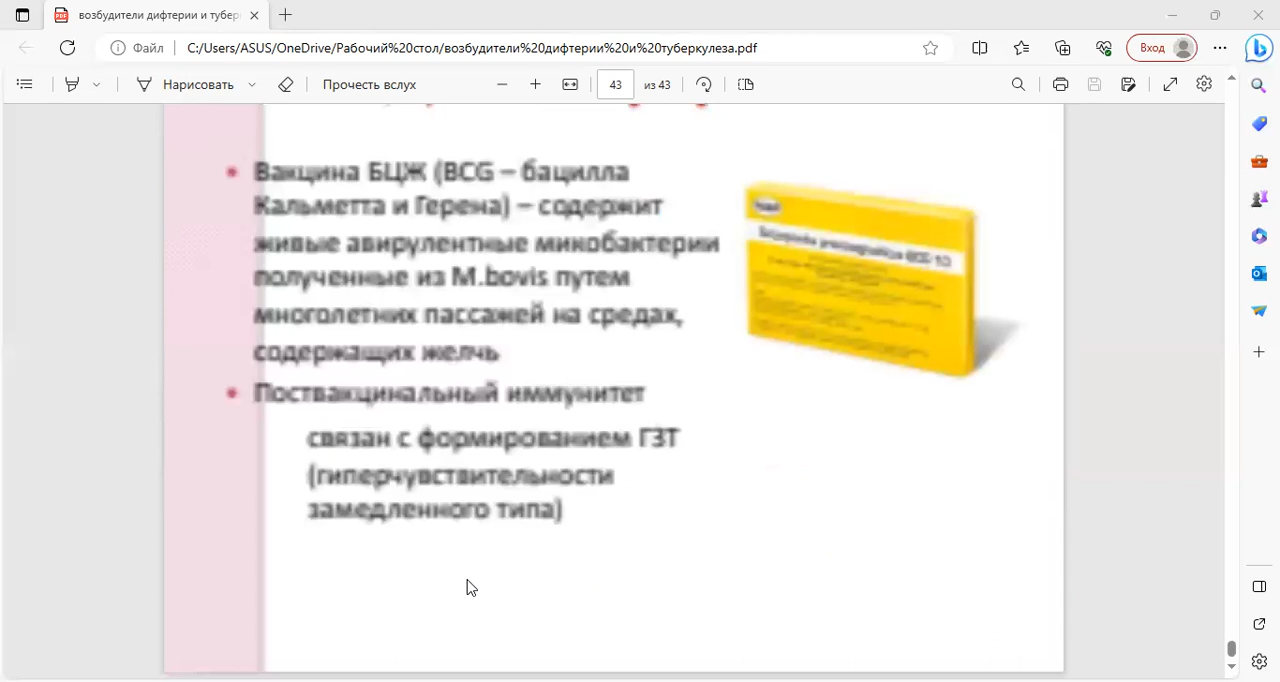 возбудители дифтерии и тубер
Файл
C:/Users/ASUS/OneDrive/Рабочий%20стол/возбудители%20дифтерии%20и%20туберкулеза.pdf
Вход
Нарисовать
Прочесть вслух
43
из 43
• Вакцина БЦЖ (BCG – бацилла
Кальметта и Герена) – содержит
живые авирулентные микобактерии
полученные из M.bovis путем
многолетних пассажей на средах,
содержащих желчь
• Поствакцинальный иммунитет
связан с формированием ГЗТ
(гиперчувствительности
замедленного типа)